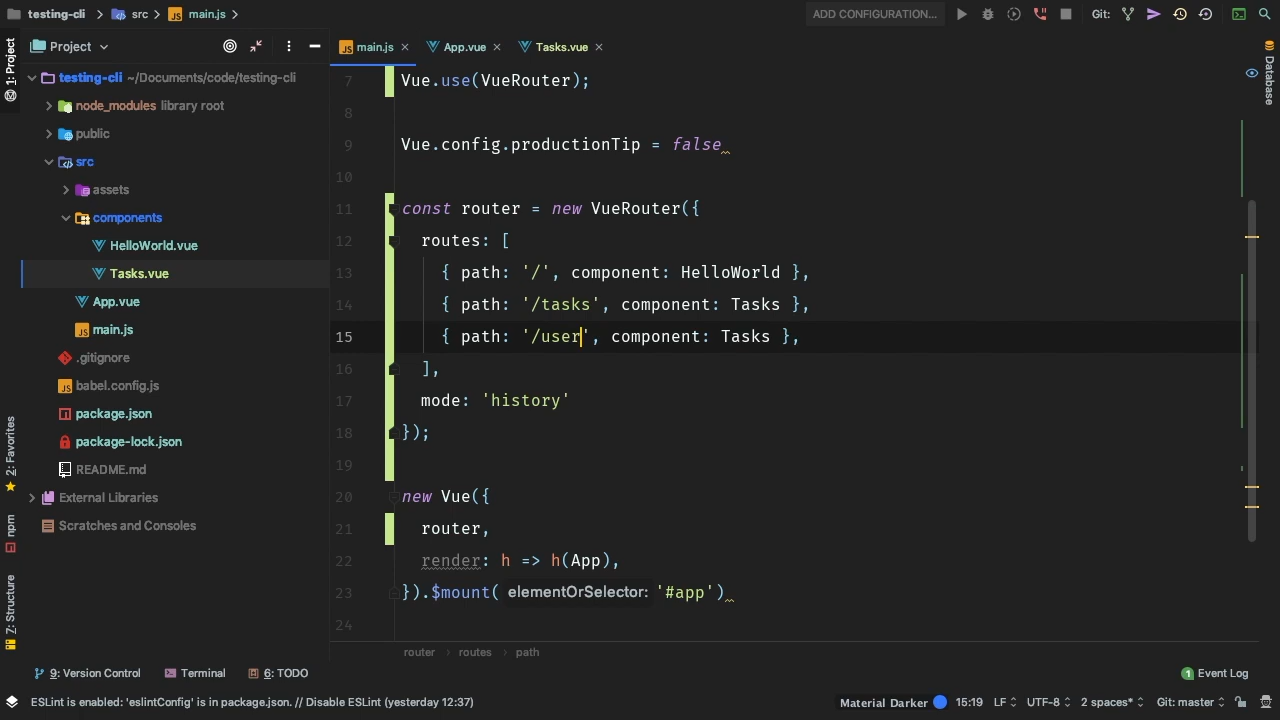 testing-cli src main.js ADD CONFIGURATION... Git:
1: Project
Project
main.js App.vue Tasks.vue
Database
testing-cli ~/Documents/code/testing-cli
node_modules library root
public
src
assets
components
HelloWorld.vue
Tasks.vue
App.vue
main.js
.gitignore
babel.config.js
package.json
package-lock.json
README.md
External Libraries
Scratches and Consoles
2: Favorites
npm
7: Structure
7 Vue.use(VueRouter);
8
9 Vue.config.productionTip = false
10
11 const router = new VueRouter({
12 routes: [
13 { path: '/', component: HelloWorld },
14 { path: '/tasks', component: Tasks },
15 { path: '/user', component: Tasks },
16 ],
17 mode: 'history'
18 });
19
20 new Vue({
21 router,
22 render: h => h(App),
23 }).$mount( elementOrSelector: '#app')
24
router routes path
9: Version Control Terminal 6: TODO 1 Event Log
ESLint is enabled: 'eslintConfig' is in package.json. // Disable ESLint (yesterday 12:37) Material Darker 15:19 LF UTF-8 2 spaces* Git: master